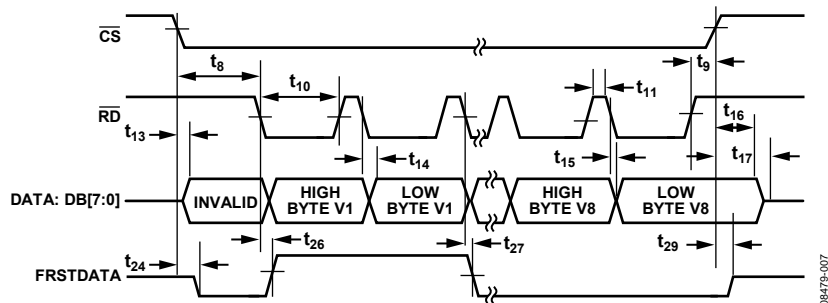 CS
t8
t9
t10
t11
RD
t16
t13
t14
t15
t17
DATA: DB[7:0]
INVALID
HIGH BYTE V1
LOW BYTE V1
HIGH BYTE V8
LOW BYTE V8
t24
t26
t27
t29
FRSTDATA
8479-007